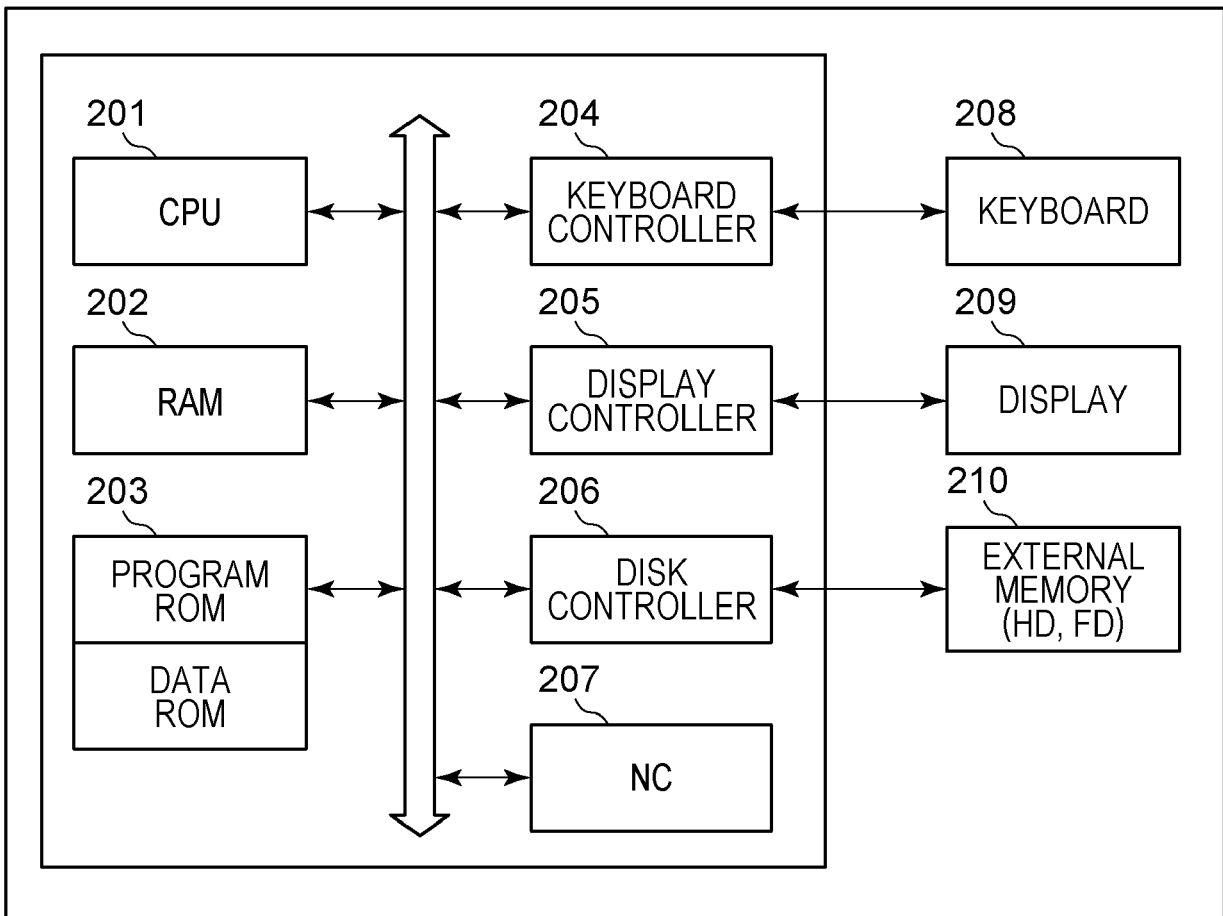 201
CPU
204
KEYBOARD
CONTROLLER
208
KEYBOARD
202
RAM
205
DISPLAY
CONTROLLER
209
DISPLAY
203
PROGRAM
ROM
DATA
ROM
206
DISK
CONTROLLER
210
EXTERNAL
MEMORY
(HD, FD)
207
NC